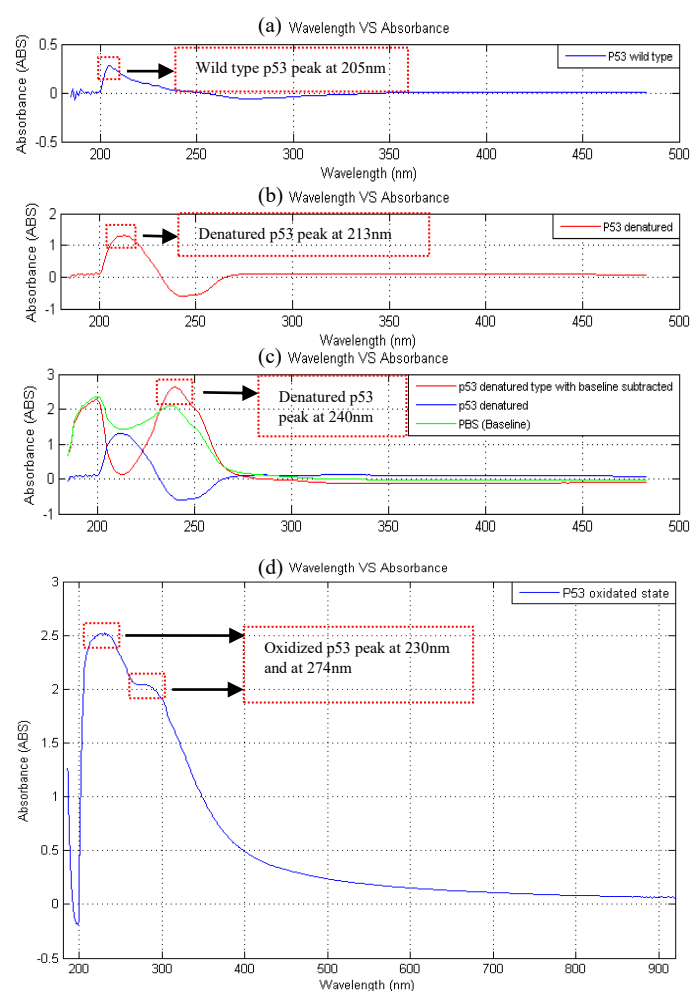 (a) Wavelength VS Absorbance
Absorbance (ABS)
0.5
0
-0.5
Wild type p53 peak at 205nm
P53 wild type
200 250 300 350 400 450 500
Wavelength (nm)
(b) Wavelength VS Absorbance
Absorbance (ABS)
2
1
0
-1
Denatured p53 peak at 213nm
P53 denatured
200 250 300 350 400 450 500
Wavelength (nm)
(c) Wavelength VS Absorbance
Absorbance (ABS)
3
2
1
0
-1
Denatured p53
peak at 240nm
p53 denatured type with baseline subtracted
p53 denatured
PBS (Baseline)
200 250 300 350 400 450 500
(d) Wavelength VS Absorbance
Absorbance (ABS)
3
2.5
2
1.5
1
0.5
0
-0.5
P53 oxidated state
Oxidized p53 peak at 230nm
and at 274nm
200 300 400 500 600 700 800 900
Wavelength (nm)